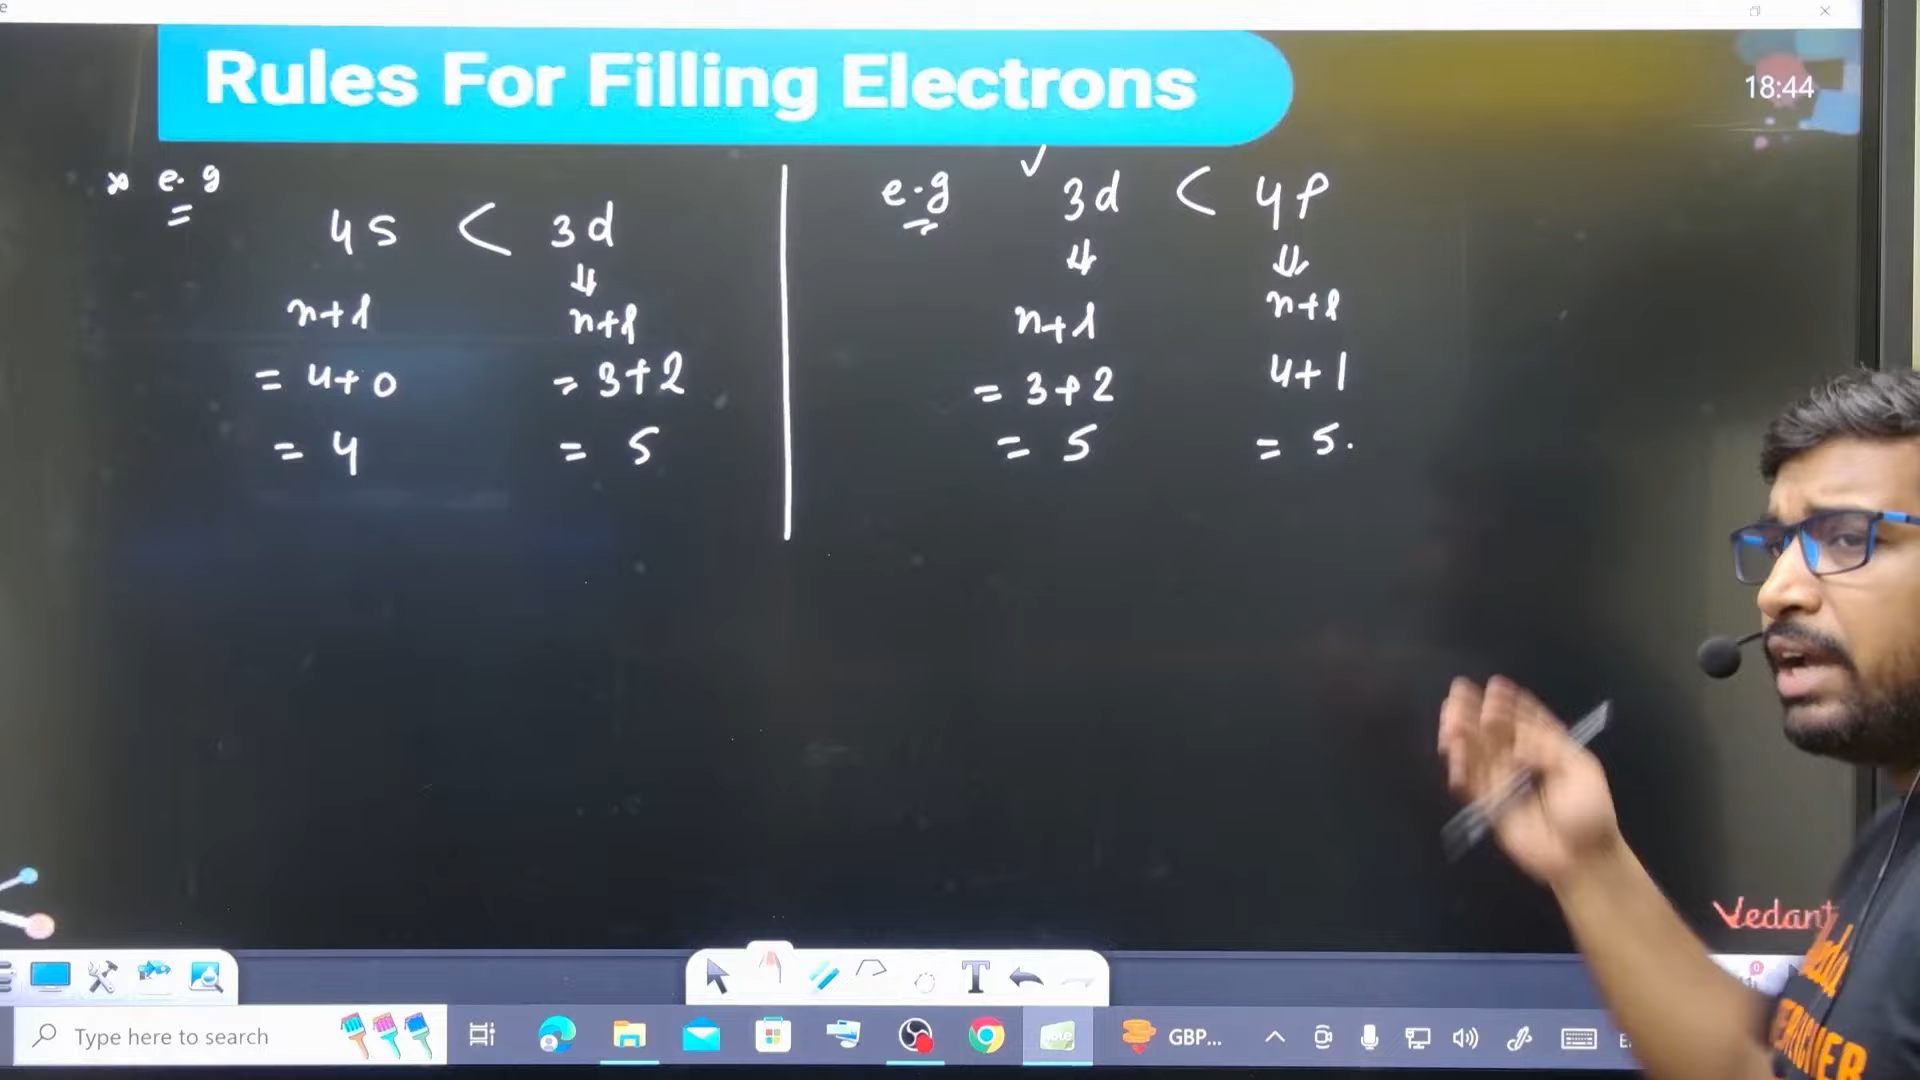 Rules For Filling Electrons
18:44
e.g
4s < 3d
n+l
n+l
= 4+0
= 3+2
= 4
= 5
e.g
✓ 3d < 4p
n+l
n+l
= 3+2
4+1
= 5
= 5.
Vedant
T
Type here to search
GBP...